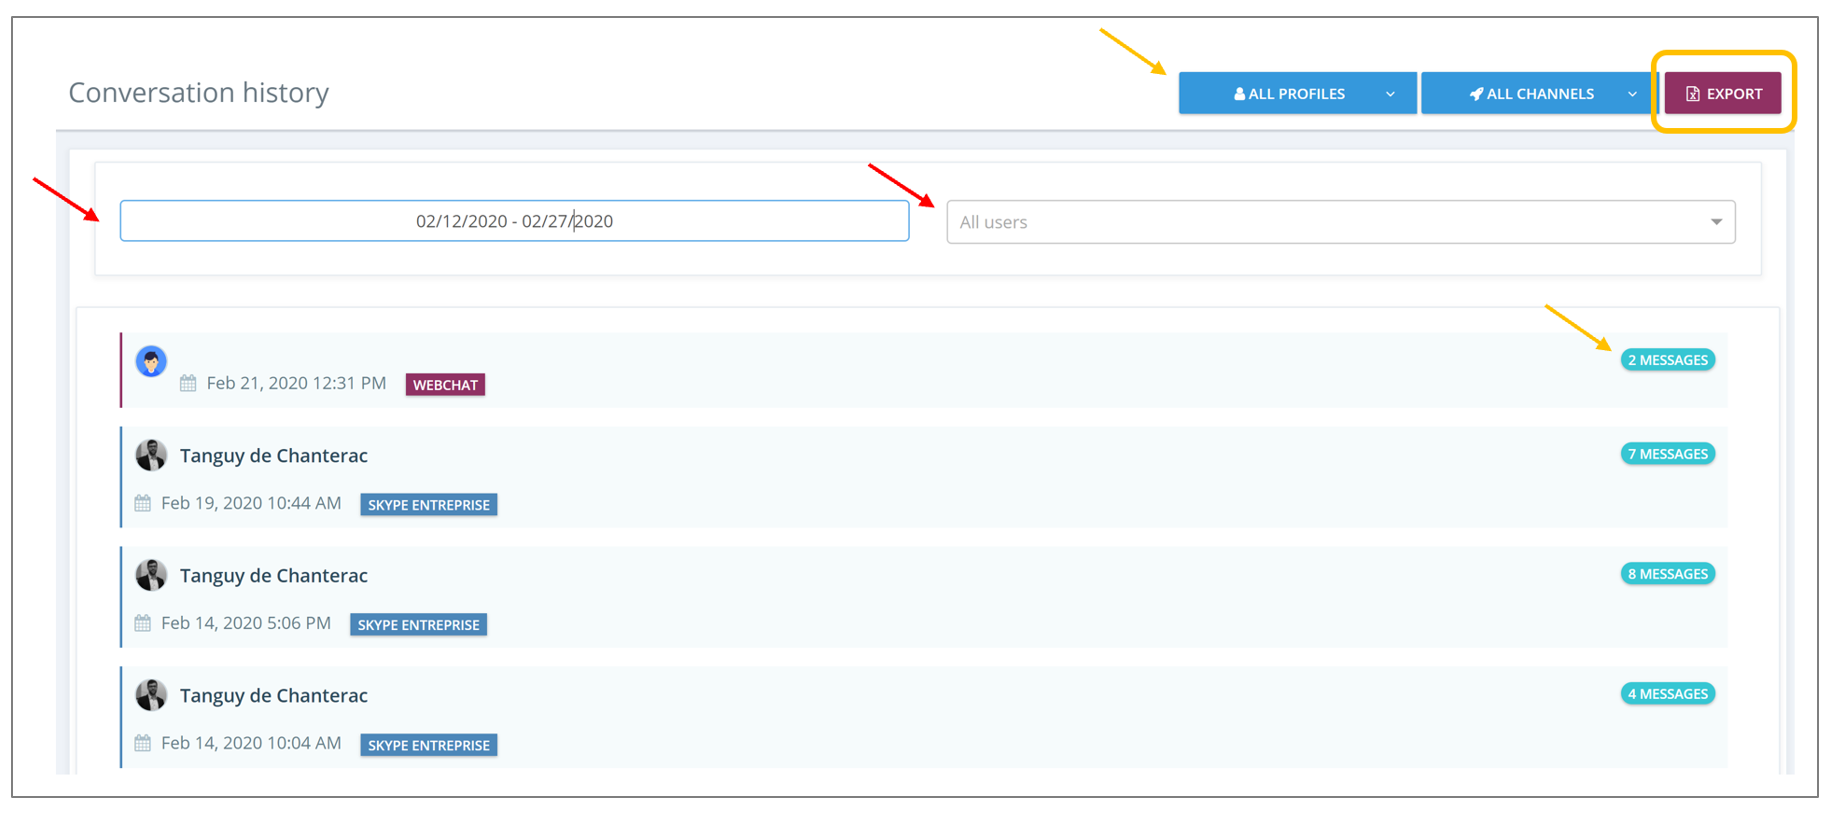 Conversation history
ALL PROFILES
ALL CHANNELS
EXPORT
02/12/2020 - 02/27/2020
All users
2 MESSAGES
Feb 21, 2020 12:31 PM WEBCHAT
Tanguy de Chanterac
7 MESSAGES
Feb 19, 2020 10:44 AM SKYPE ENTREPRISE
Tanguy de Chanterac
8 MESSAGES
Feb 14, 2020 5:06 PM SKYPE ENTREPRISE
Tanguy de Chanterac
4 MESSAGES
Feb 14, 2020 10:04 AM SKYPE ENTREPRISE